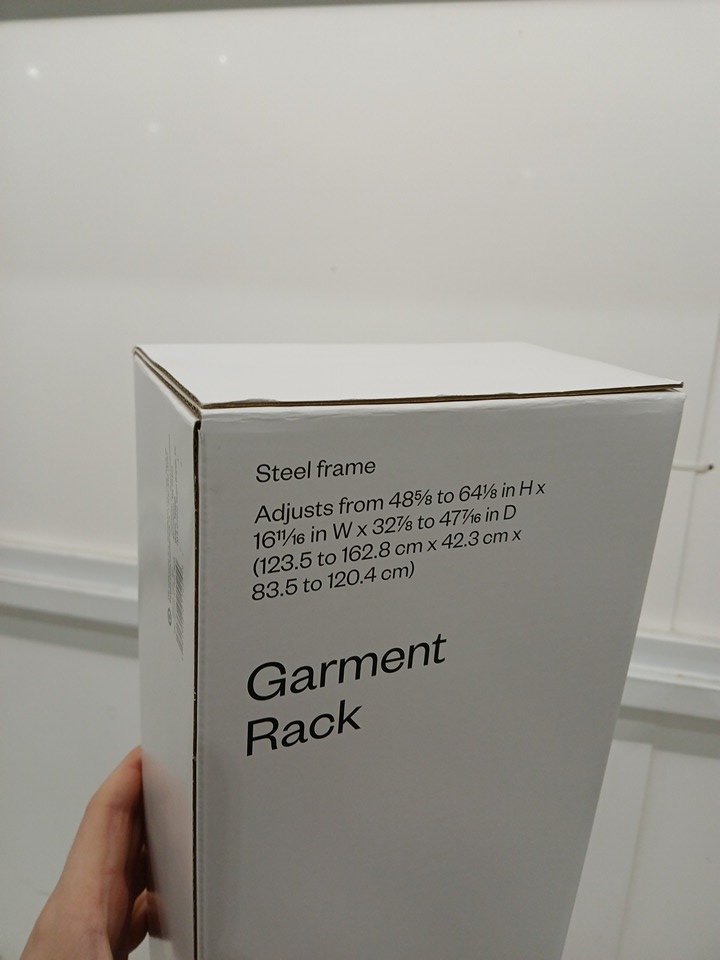 Steel frame
Adjusts from 48⅝ to 64⅛ in H x
16¹¹⁄₁₆ in W x 32⅞ to 47⁷⁄₁₆ in D
(123.5 to 162.8 cm x 42.3 cm x
83.5 to 120.4 cm)
Garment
Rack